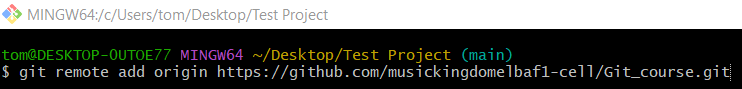 MINGW64:/c/Users/tom/Desktop/Test Project
tom@DESKTOP-OUTOE77 MINGW64 ~/Desktop/Test Project (main)
$ git remote add origin https://github.com/musickingdomelbaf1-cell/Git_course.git